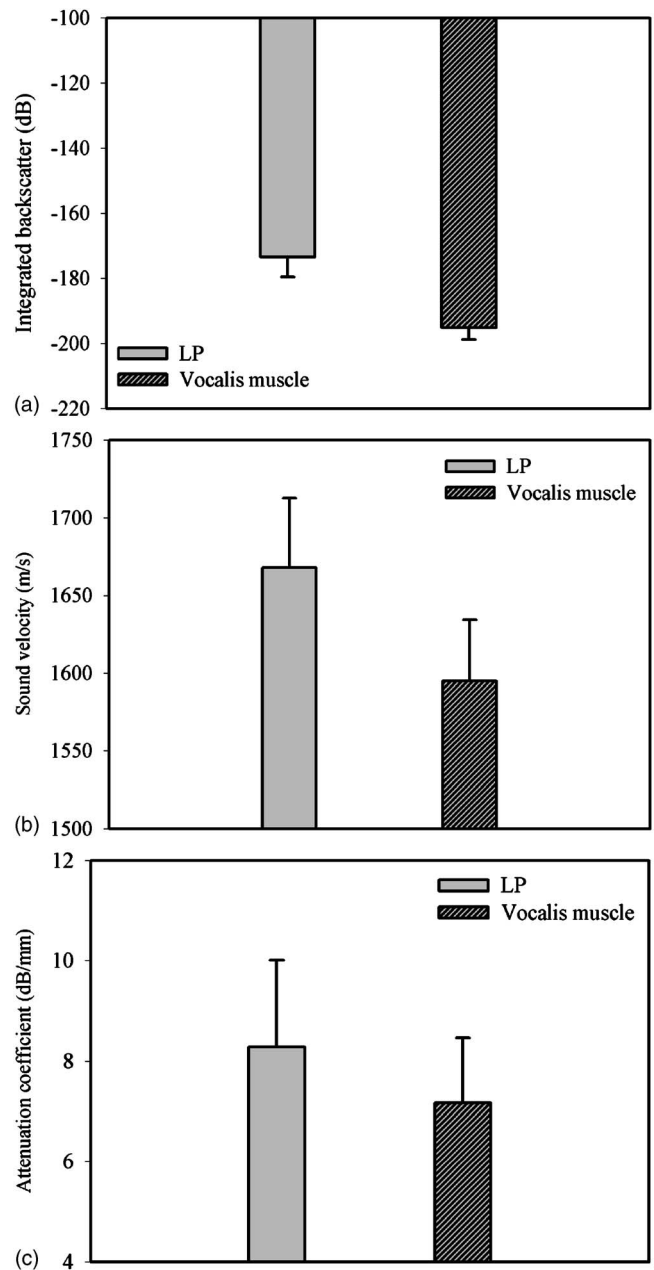 -100
-120
-140
-160
-180
-200
-220
Integrated backscatter (dB)
LP
Vocalis muscle
(a)
1750
1700
1650
1600
1550
1500
Sound velocity (m/s)
LP
Vocalis muscle
(b)
12
10
8
6
4
Attenuation coefficient (dB/mm)
LP
Vocalis muscle
(c)